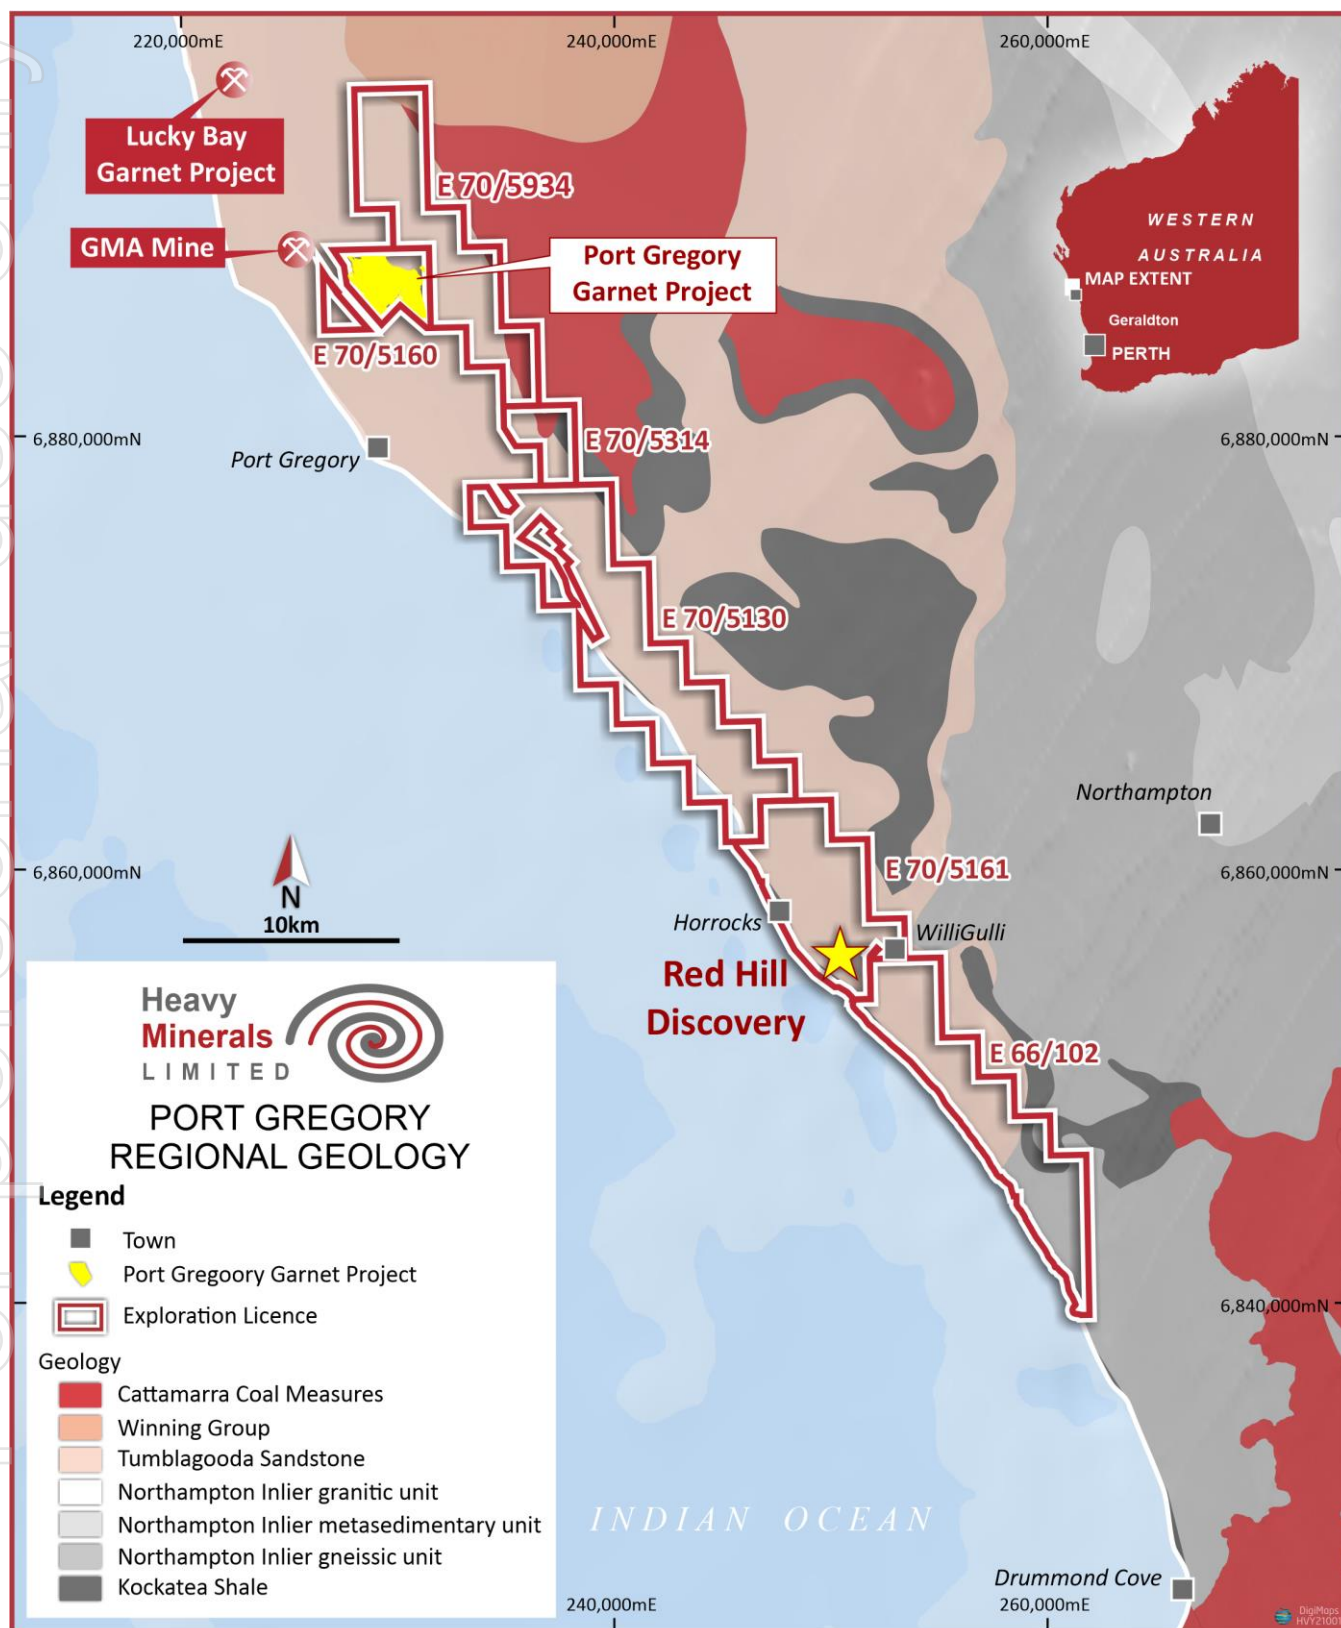 220,000mE
240,000mE
260,000mE
Lucky Bay
Garnet Project
GMA Mine
E 70/5934
Port Gregory
Garnet Project
WESTERN
AUSTRALIA
MAP EXTENT
Geraldton
PERTH
E 70/5160
6,880,000mN
6,880,000mN
Port Gregory
E 70/5314
E 70/5130
Northampton
6,860,000mN
6,860,000mN
E 70/5161
N
10km
Horrocks
WilliGulli
Red Hill
Discovery
E 66/102
Heavy
Minerals
LIMITED
PORT GREGORY
REGIONAL GEOLOGY
Legend
Town
Port Gregoory Garnet Project
Exploration Licence
6,840,000mN
Geology
Cattamarra Coal Measures
Winning Group
Tumblagooda Sandstone
Northampton Inlier granitic unit
Northampton Inlier metasedimentary unit
Northampton Inlier gneissic unit
Kockatea Shale
INDIAN OCEAN
Drummond Cove
240,000mE
260,000mE
DigiMaps
HVY21001